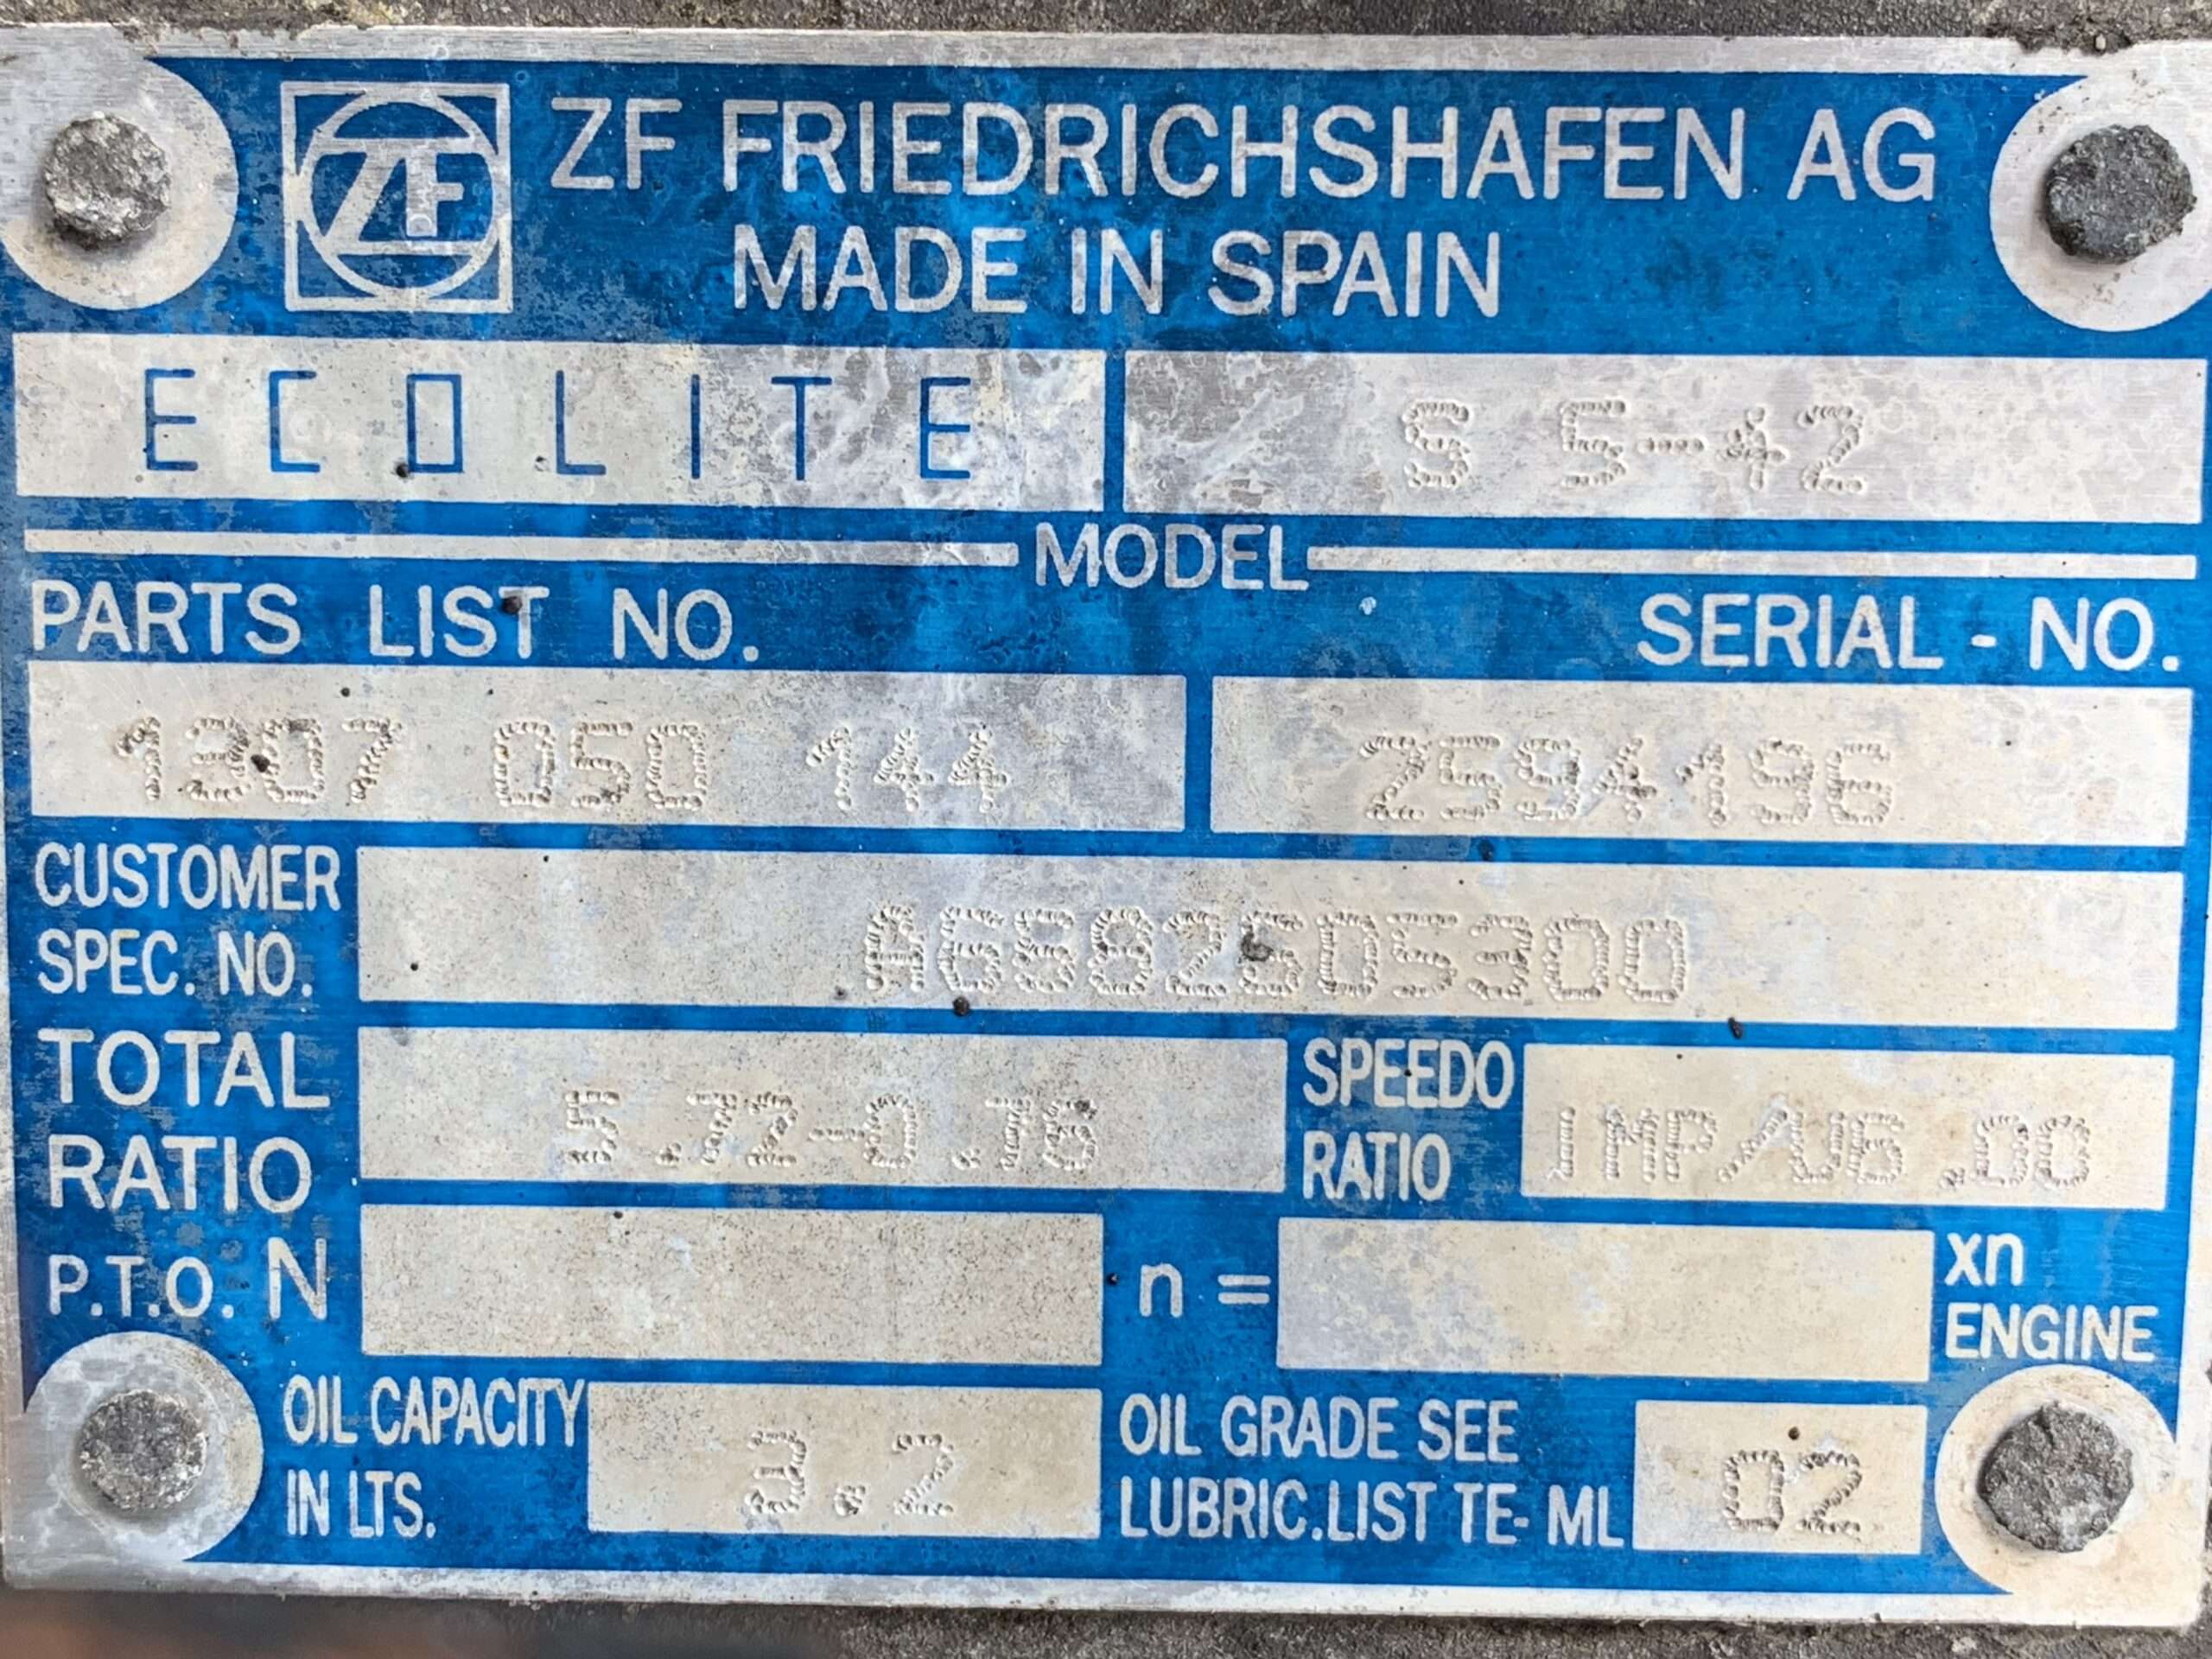 ZF ZF FRIEDRICHSHAFEN AG
MADE IN SPAIN
ECOLITE S 5-42
MODEL
PARTS LIST NO. SERIAL - NO.
1307 050 144 2594196
CUSTOMER SPEC. NO. A6882605300
TOTAL RATIO 5.72-0.76 SPEEDO RATIO IMP/U6.00
P.T.O. N n = xn ENGINE
OIL CAPACITY IN LTS. 3.2 OIL GRADE SEE LUBRIC.LIST TE-ML 02